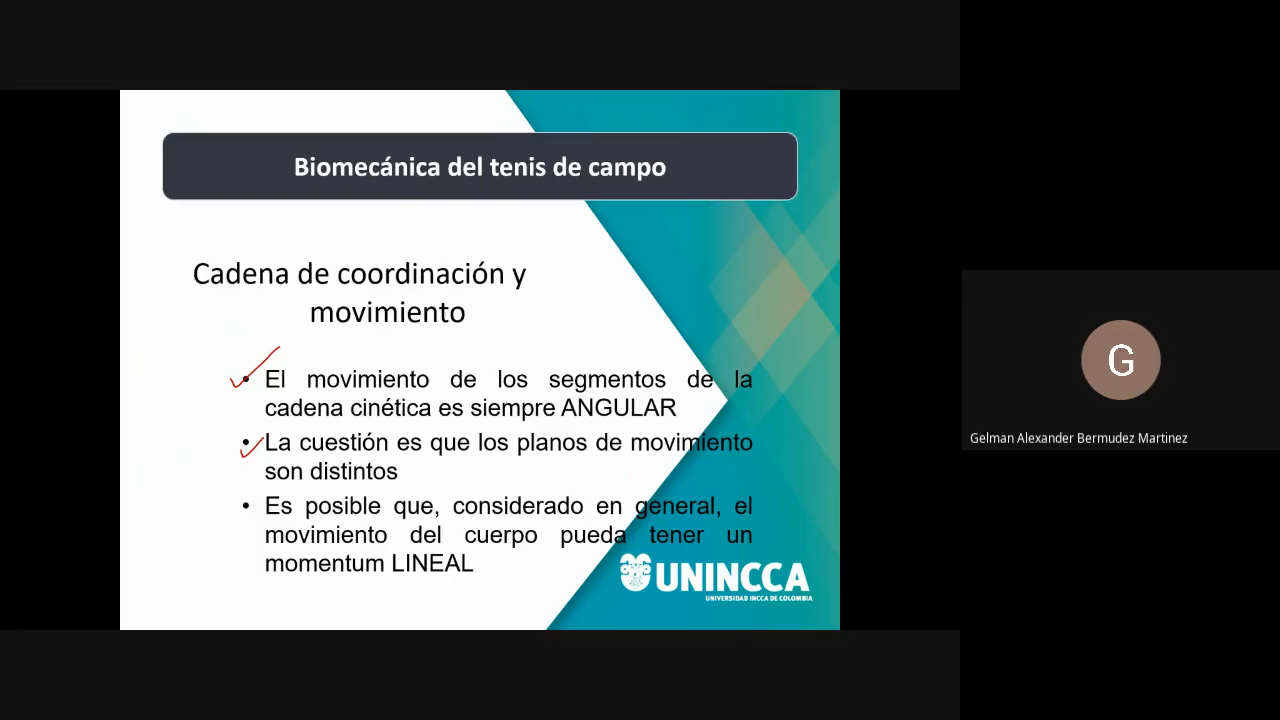 Biomecánica del tenis de campo
Cadena de coordinación y
movimiento
• El movimiento de los segmentos de la
cadena cinética es siempre ANGULAR
• La cuestión es que los planos de movimiento
son distintos
• Es posible que, considerado en general, el
movimiento del cuerpo pueda tener un
momentum LINEAL
UNINCCA
UNIVERSIDAD INCCA DE COLOMBIA
G
Gelman Alexander Bermudez Martinez